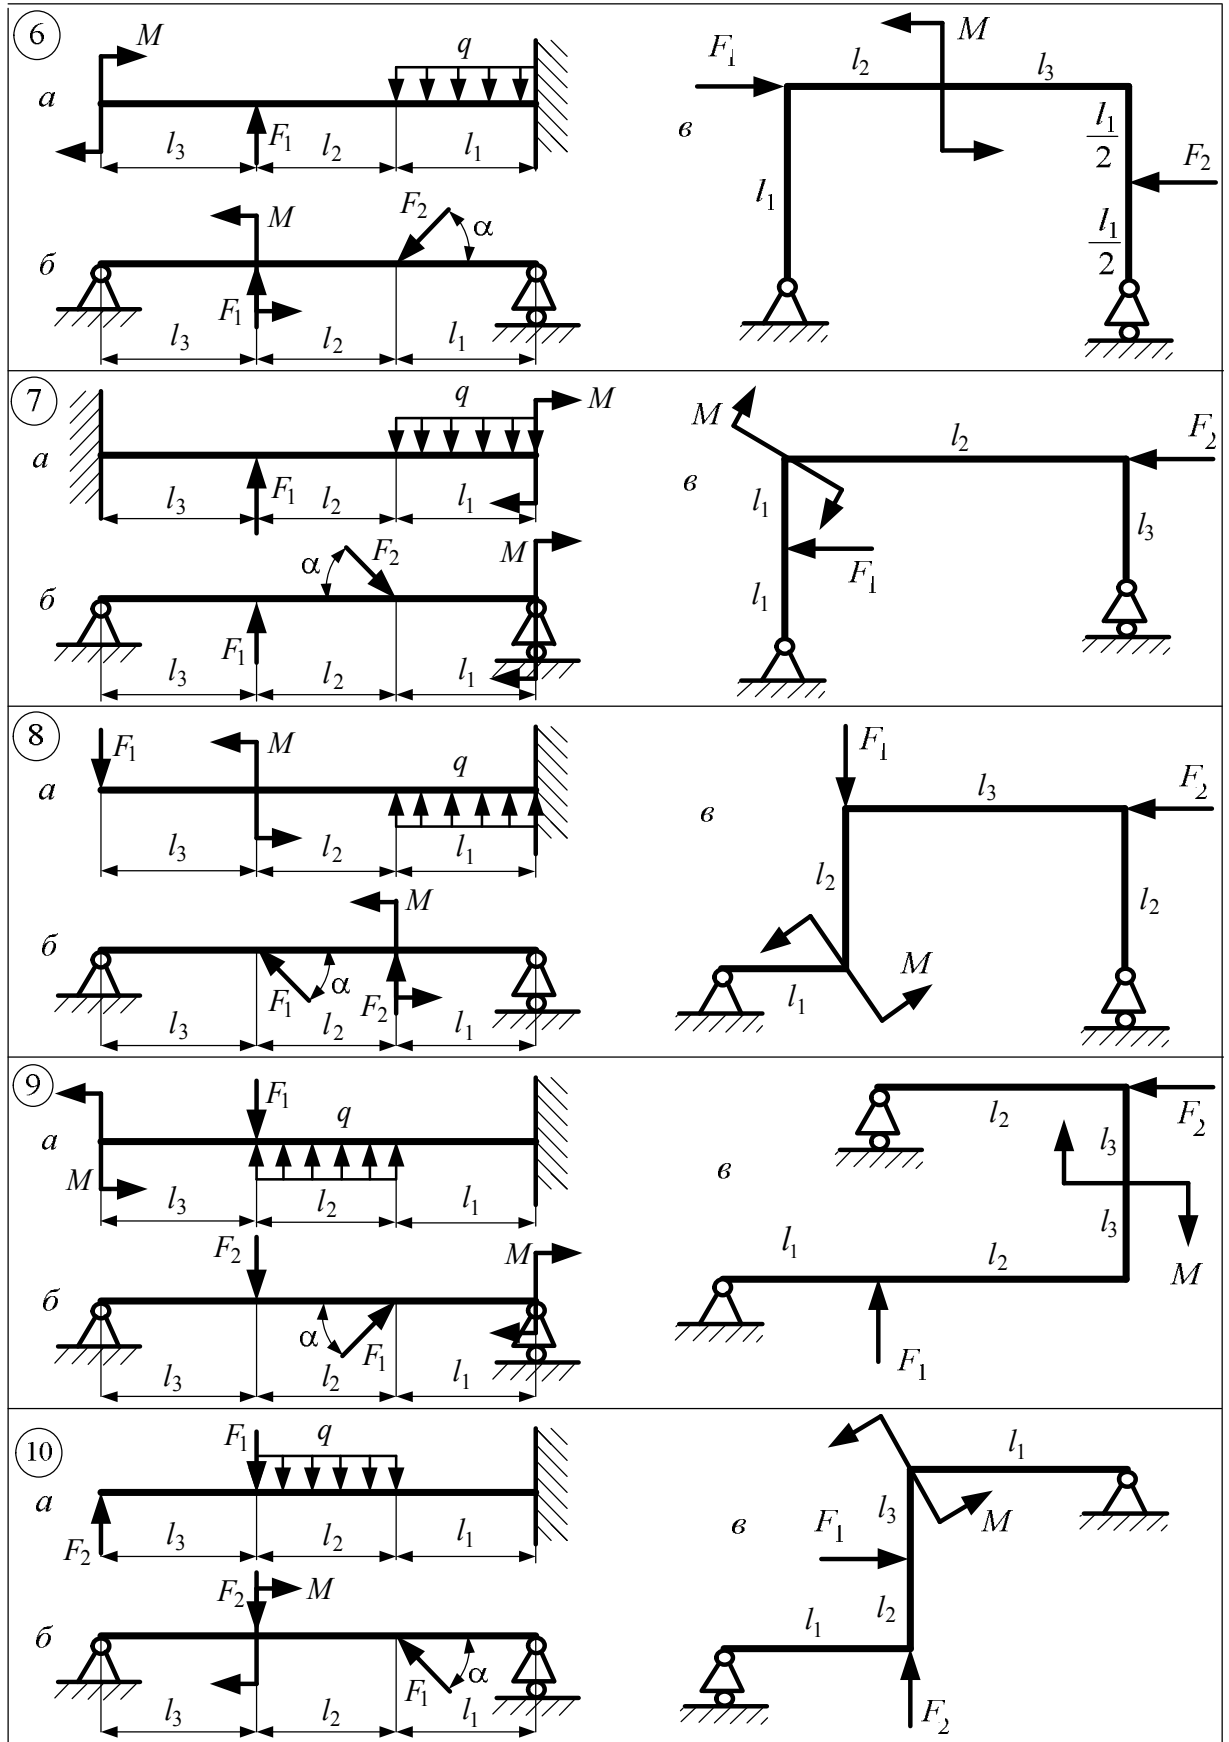 6
а
M
F₁
q
l₃
l₂
l₁
б
M
F₁
F₂
α
l₃
l₂
l₁
в
F₁
l₂
M
l₃
l₁
l₁/2
F₂
l₁/2
7
а
F₁
q
M
l₃
l₂
l₁
б
α
F₂
M
F₁
l₃
l₂
l₁
в
M
l₂
F₂
l₁
F₁
l₃
l₁
8
а
F₁
M
q
l₃
l₂
l₁
б
M
F₁
α
F₂
l₃
l₂
l₁
в
F₁
l₃
F₂
l₂
l₂
M
l₁
9
а
M
F₁
q
l₃
l₂
l₁
б
F₂
M
α
F₁
l₃
l₂
l₁
в
l₂
F₂
l₃
l₁
l₂
l₃
M
F₁
10
а
F₁
q
F₂
l₃
l₂
l₁
б
F₂
M
F₁
α
l₃
l₂
l₁
в
l₁
l₃
M
F₁
l₁
l₂
F₂